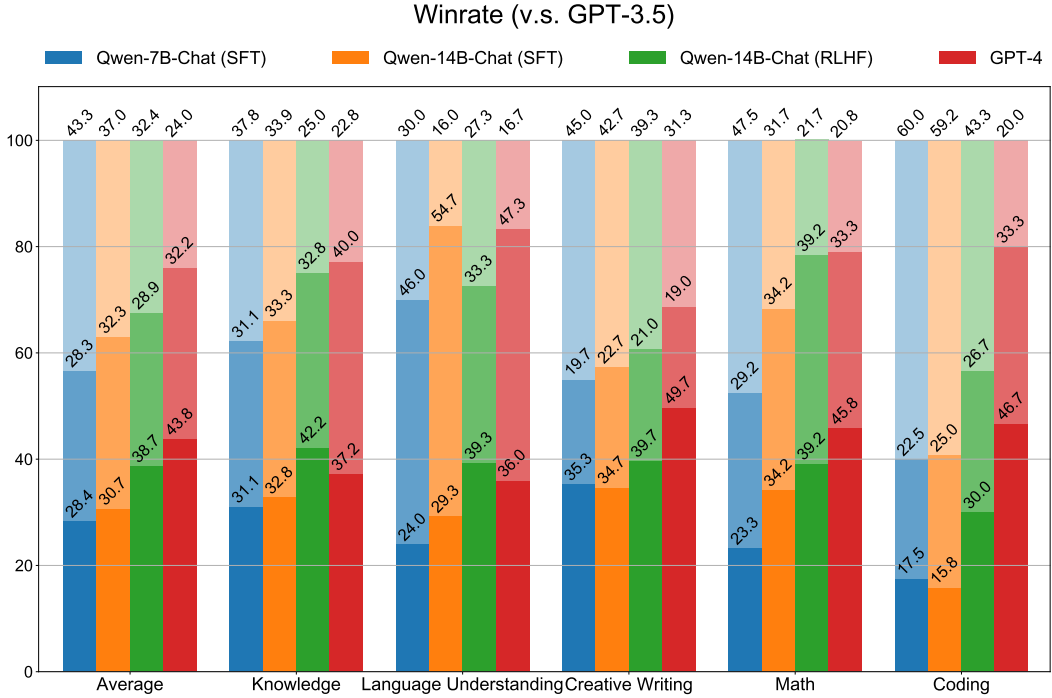 Winrate (v.s. GPT-3.5)
Qwen-7B-Chat (SFT) Qwen-14B-Chat (SFT) Qwen-14B-Chat (RLHF) GPT-4
43.3 37.0 32.4 24.0 37.8 33.9 25.0 22.8 30.0 16.0 27.3 16.7 45.0 42.7 39.3 31.3 47.5 31.7 21.7 20.8 60.0 59.2 43.3 20.0
100
28.3 32.3 28.9 32.2 31.1 33.3 32.8 40.0 46.0 54.7 33.3 47.3 19.7 22.7 21.0 19.0 29.2 34.2 39.2 33.3 22.5 25.0 26.7 33.3
80
60
28.4 30.7 38.7 43.8 31.1 32.8 42.2 37.2 24.0 29.3 39.3 36.0 35.3 34.7 39.7 49.7 23.3 34.2 39.2 45.8 17.5 15.8 30.0 46.7
40
20
0
Average Knowledge Language Understanding Creative Writing Math Coding